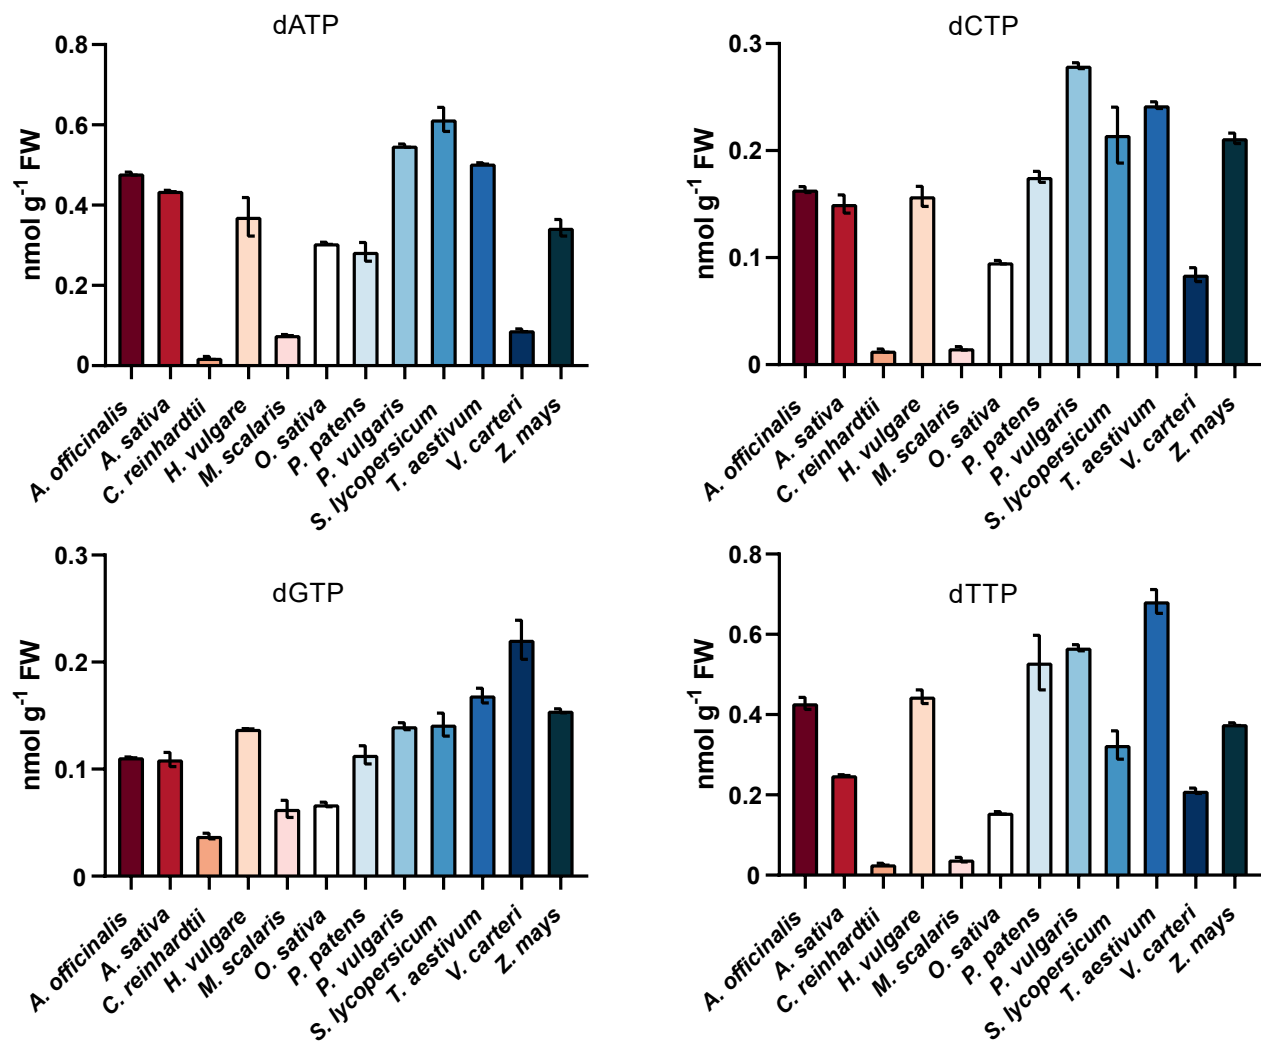 dATP
nmol g⁻¹ FW
0.8
0.6
0.4
0.2
0
A. officinalis
A. sativa
C. reinhardtii
H. vulgare
M. scalaris
O. sativa
P. patens
P. vulgaris
S. lycopersicum
T. aestivum
V. carteri
Z. mays
dCTP
nmol g⁻¹ FW
0.3
0.2
0.1
0
A. officinalis
A. sativa
C. reinhardtii
H. vulgare
M. scalaris
O. sativa
P. patens
P. vulgaris
S. lycopersicum
T. aestivum
V. carteri
Z. mays
dGTP
nmol g⁻¹ FW
0.3
0.2
0.1
0
A. officinalis
A. sativa
C. reinhardtii
H. vulgare
M. scalaris
O. sativa
P. patens
P. vulgaris
S. lycopersicum
T. aestivum
V. carteri
Z. mays
dTTP
nmol g⁻¹ FW
0.8
0.6
0.4
0.2
0
A. officinalis
A. sativa
C. reinhardtii
H. vulgare
M. scalaris
O. sativa
P. patens
P. vulgaris
S. lycopersicum
T. aestivum
V. carteri
Z. mays